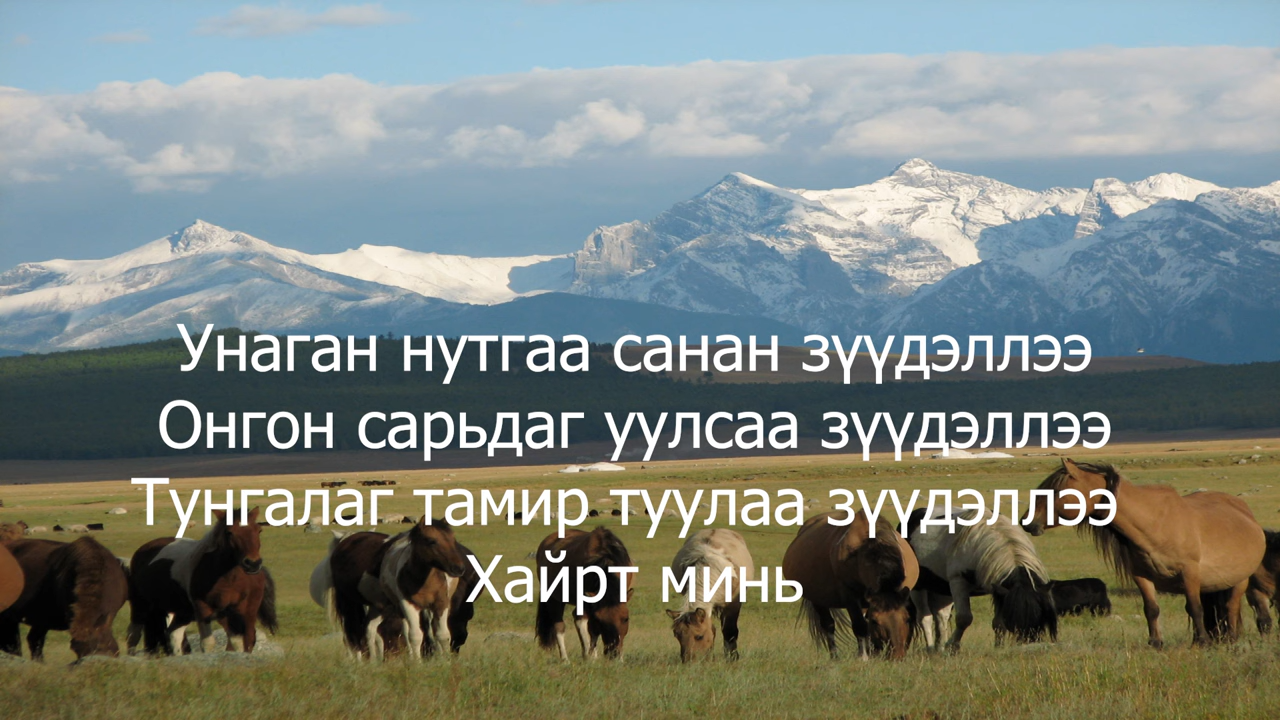 Унаган нутгаа санан зүүдэллээ
Онгон сарьдаг уулсаа зүүдэллээ
Тунгалаг тамир туулаа зүүдэллээ
Хайрт минь